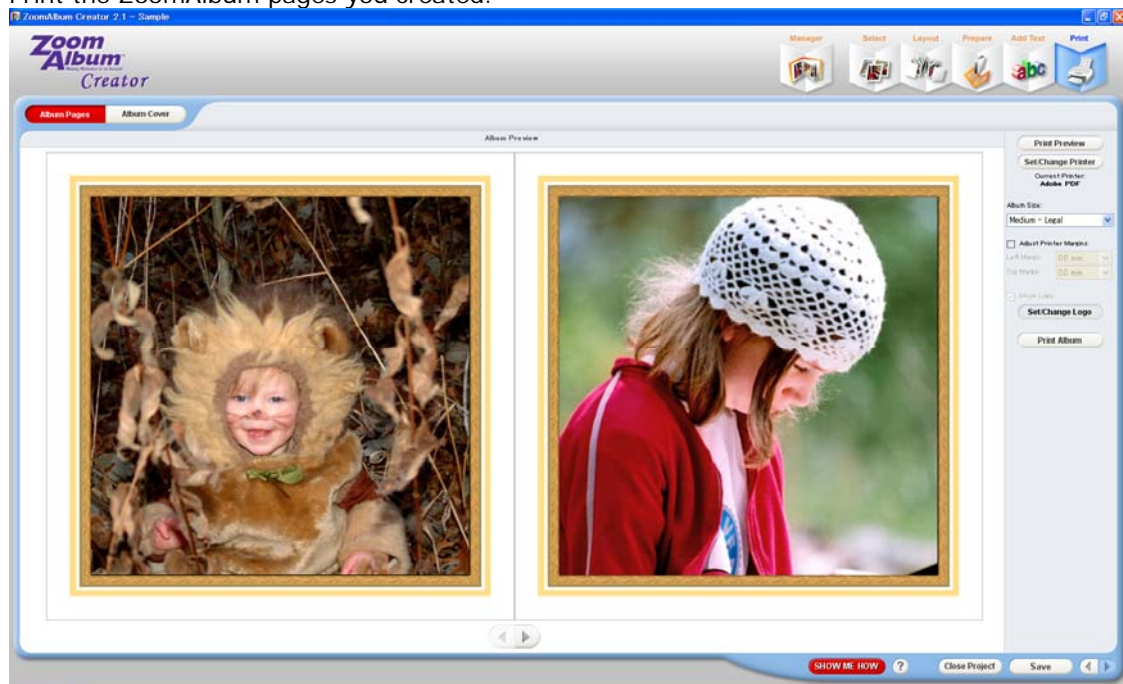 Print the ZoomAlbum pages you created.
ZoomAlbum Creator 2.1 - Sample
Zoom
Album
Creator
Manager
Select
Layout
Prepare
Add Text
Print
abc
Album Pages
Album Cover
Album Preview
Print Preview
Set/Change Printer
Current Printer:
Adobe PDF
Album Size:
Medium - Legal
Adjust Printer Margins
Left Margin:
0.0 mm
Top Margin:
0.0 mm
Show Logo
Set/Change Logo
Print Album
SHOW ME HOW
?
Close Project
Save